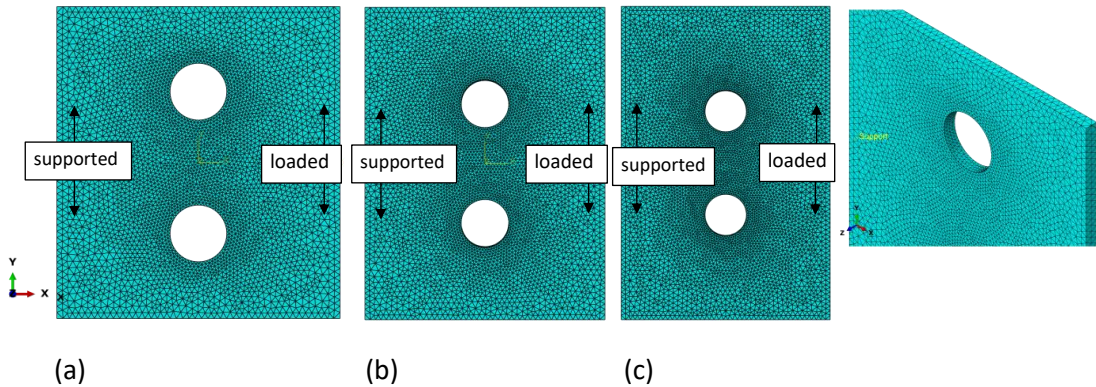 supported
loaded
supported
loaded
supported
loaded
Support
Y
X
X
Y
Z
X
(a)
(b)
(c)